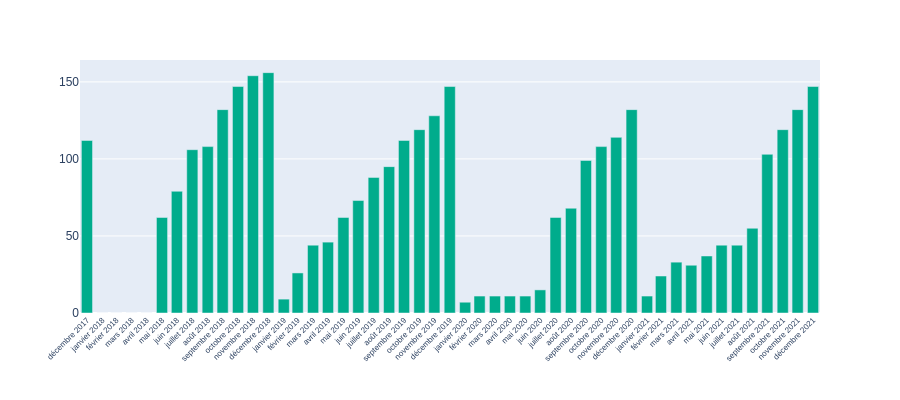 150
100
50
0
décembre 2017
janvier 2018
février 2018
mars 2018
avril 2018
mai 2018
juin 2018
juillet 2018
août 2018
septembre 2018
octobre 2018
novembre 2018
décembre 2018
janvier 2019
février 2019
mars 2019
avril 2019
mai 2019
juin 2019
juillet 2019
août 2019
septembre 2019
octobre 2019
novembre 2019
décembre 2019
janvier 2020
février 2020
mars 2020
avril 2020
mai 2020
juin 2020
juillet 2020
août 2020
septembre 2020
octobre 2020
novembre 2020
décembre 2020
janvier 2021
février 2021
mars 2021
avril 2021
mai 2021
juin 2021
juillet 2021
août 2021
septembre 2021
octobre 2021
novembre 2021
décembre 2021